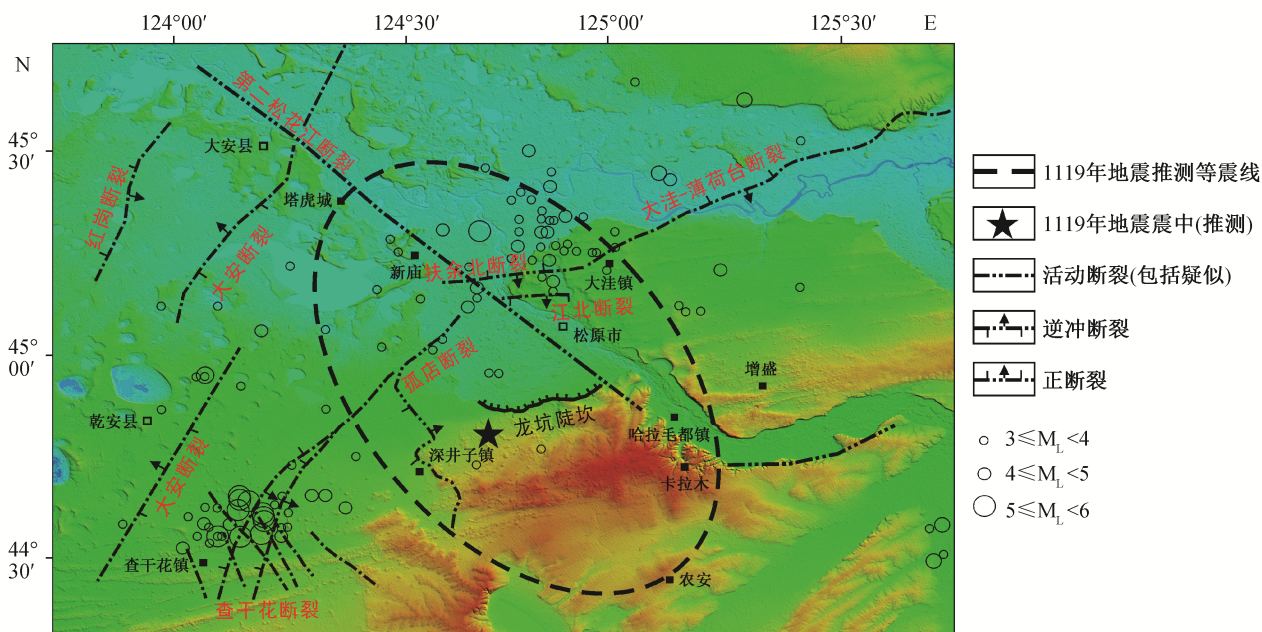 124°00′
124°30′
125°00′
125°5′
E
N
45°
30′
45°
00′
44°
30′
第二松花江断裂
大安县
塔虎城
红岗断裂
大安断裂
大洼-薄荷台断裂
新庙
扶余北断裂
大洼镇
江北断裂
松原市
孤店断裂
增盛
乾安县
龙坑陡坎
哈拉毛都镇
深井子镇
卡拉木
大安断裂
查干花镇
农安
查干花断裂
1119年地震推测等震线
1119年地震震中(推测)
活动断裂(包括疑似)
逆冲断裂
正断裂
3≤ML<4
4≤ML<5
5≤ML<6